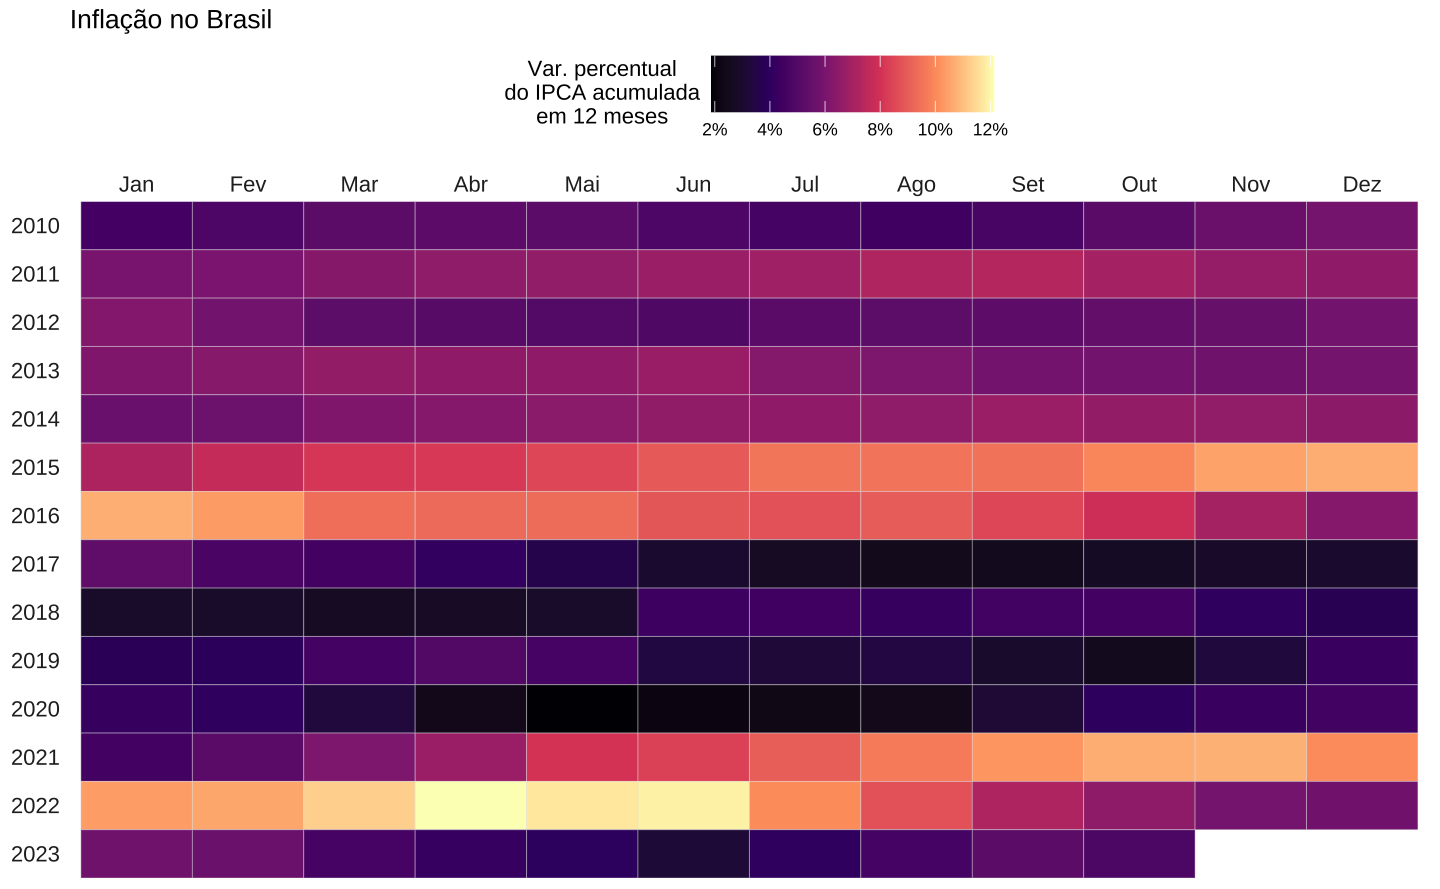 Inflação no Brasil
Var. percentual
do IPCA acumulada
em 12 meses
2% 4% 6% 8% 10% 12%
Jan Fev Mar Abr Mai Jun Jul Ago Set Out Nov Dez
2010
2011
2012
2013
2014
2015
2016
2017
2018
2019
2020
2021
2022
2023